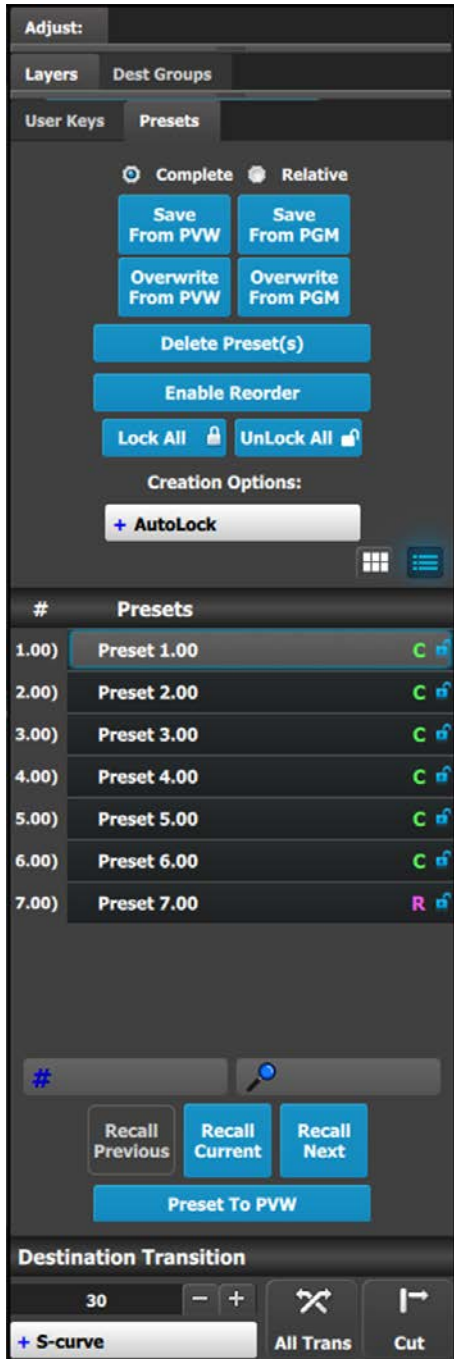 Adjust:
Layers Dest Groups
User Keys Presets
Complete Relative
Save Save
From PVW From PGM
Overwrite Overwrite
From PVW From PGM
Delete Preset(s)
Enable Reorder
Lock All UnLock All
Creation Options:
+ AutoLock
# Presets
1.00) Preset 1.00 C
2.00) Preset 2.00 C
3.00) Preset 3.00 C
4.00) Preset 4.00 C
5.00) Preset 5.00 C
6.00) Preset 6.00 C
7.00) Preset 7.00 R
#
Recall Recall Recall
Previous Current Next
Preset To PVW
Destination Transition
30 − +
+ S-curve All Trans Cut